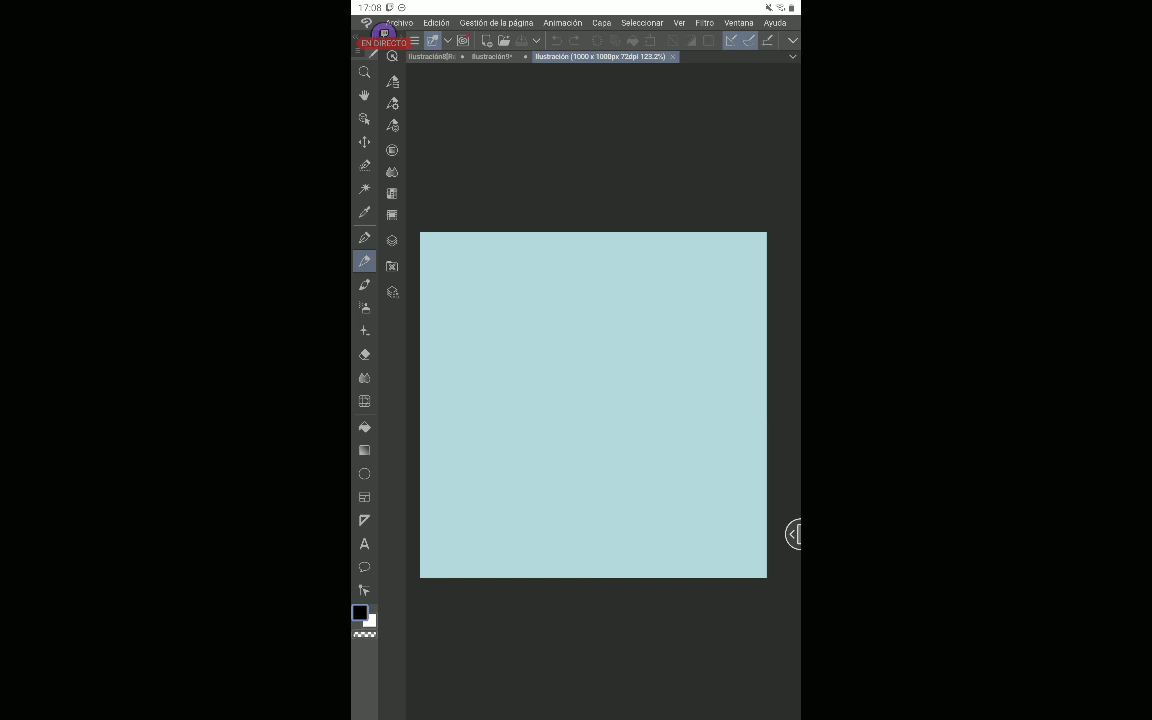 17:08
Archivo Edición Gestión de la página Animación Capa Seleccionar Ver Filtro Ventana Ayuda
EN DIRECTO
Ilustración9* Ilustración (1000 x 1000px 72dpi 123.2%)
A